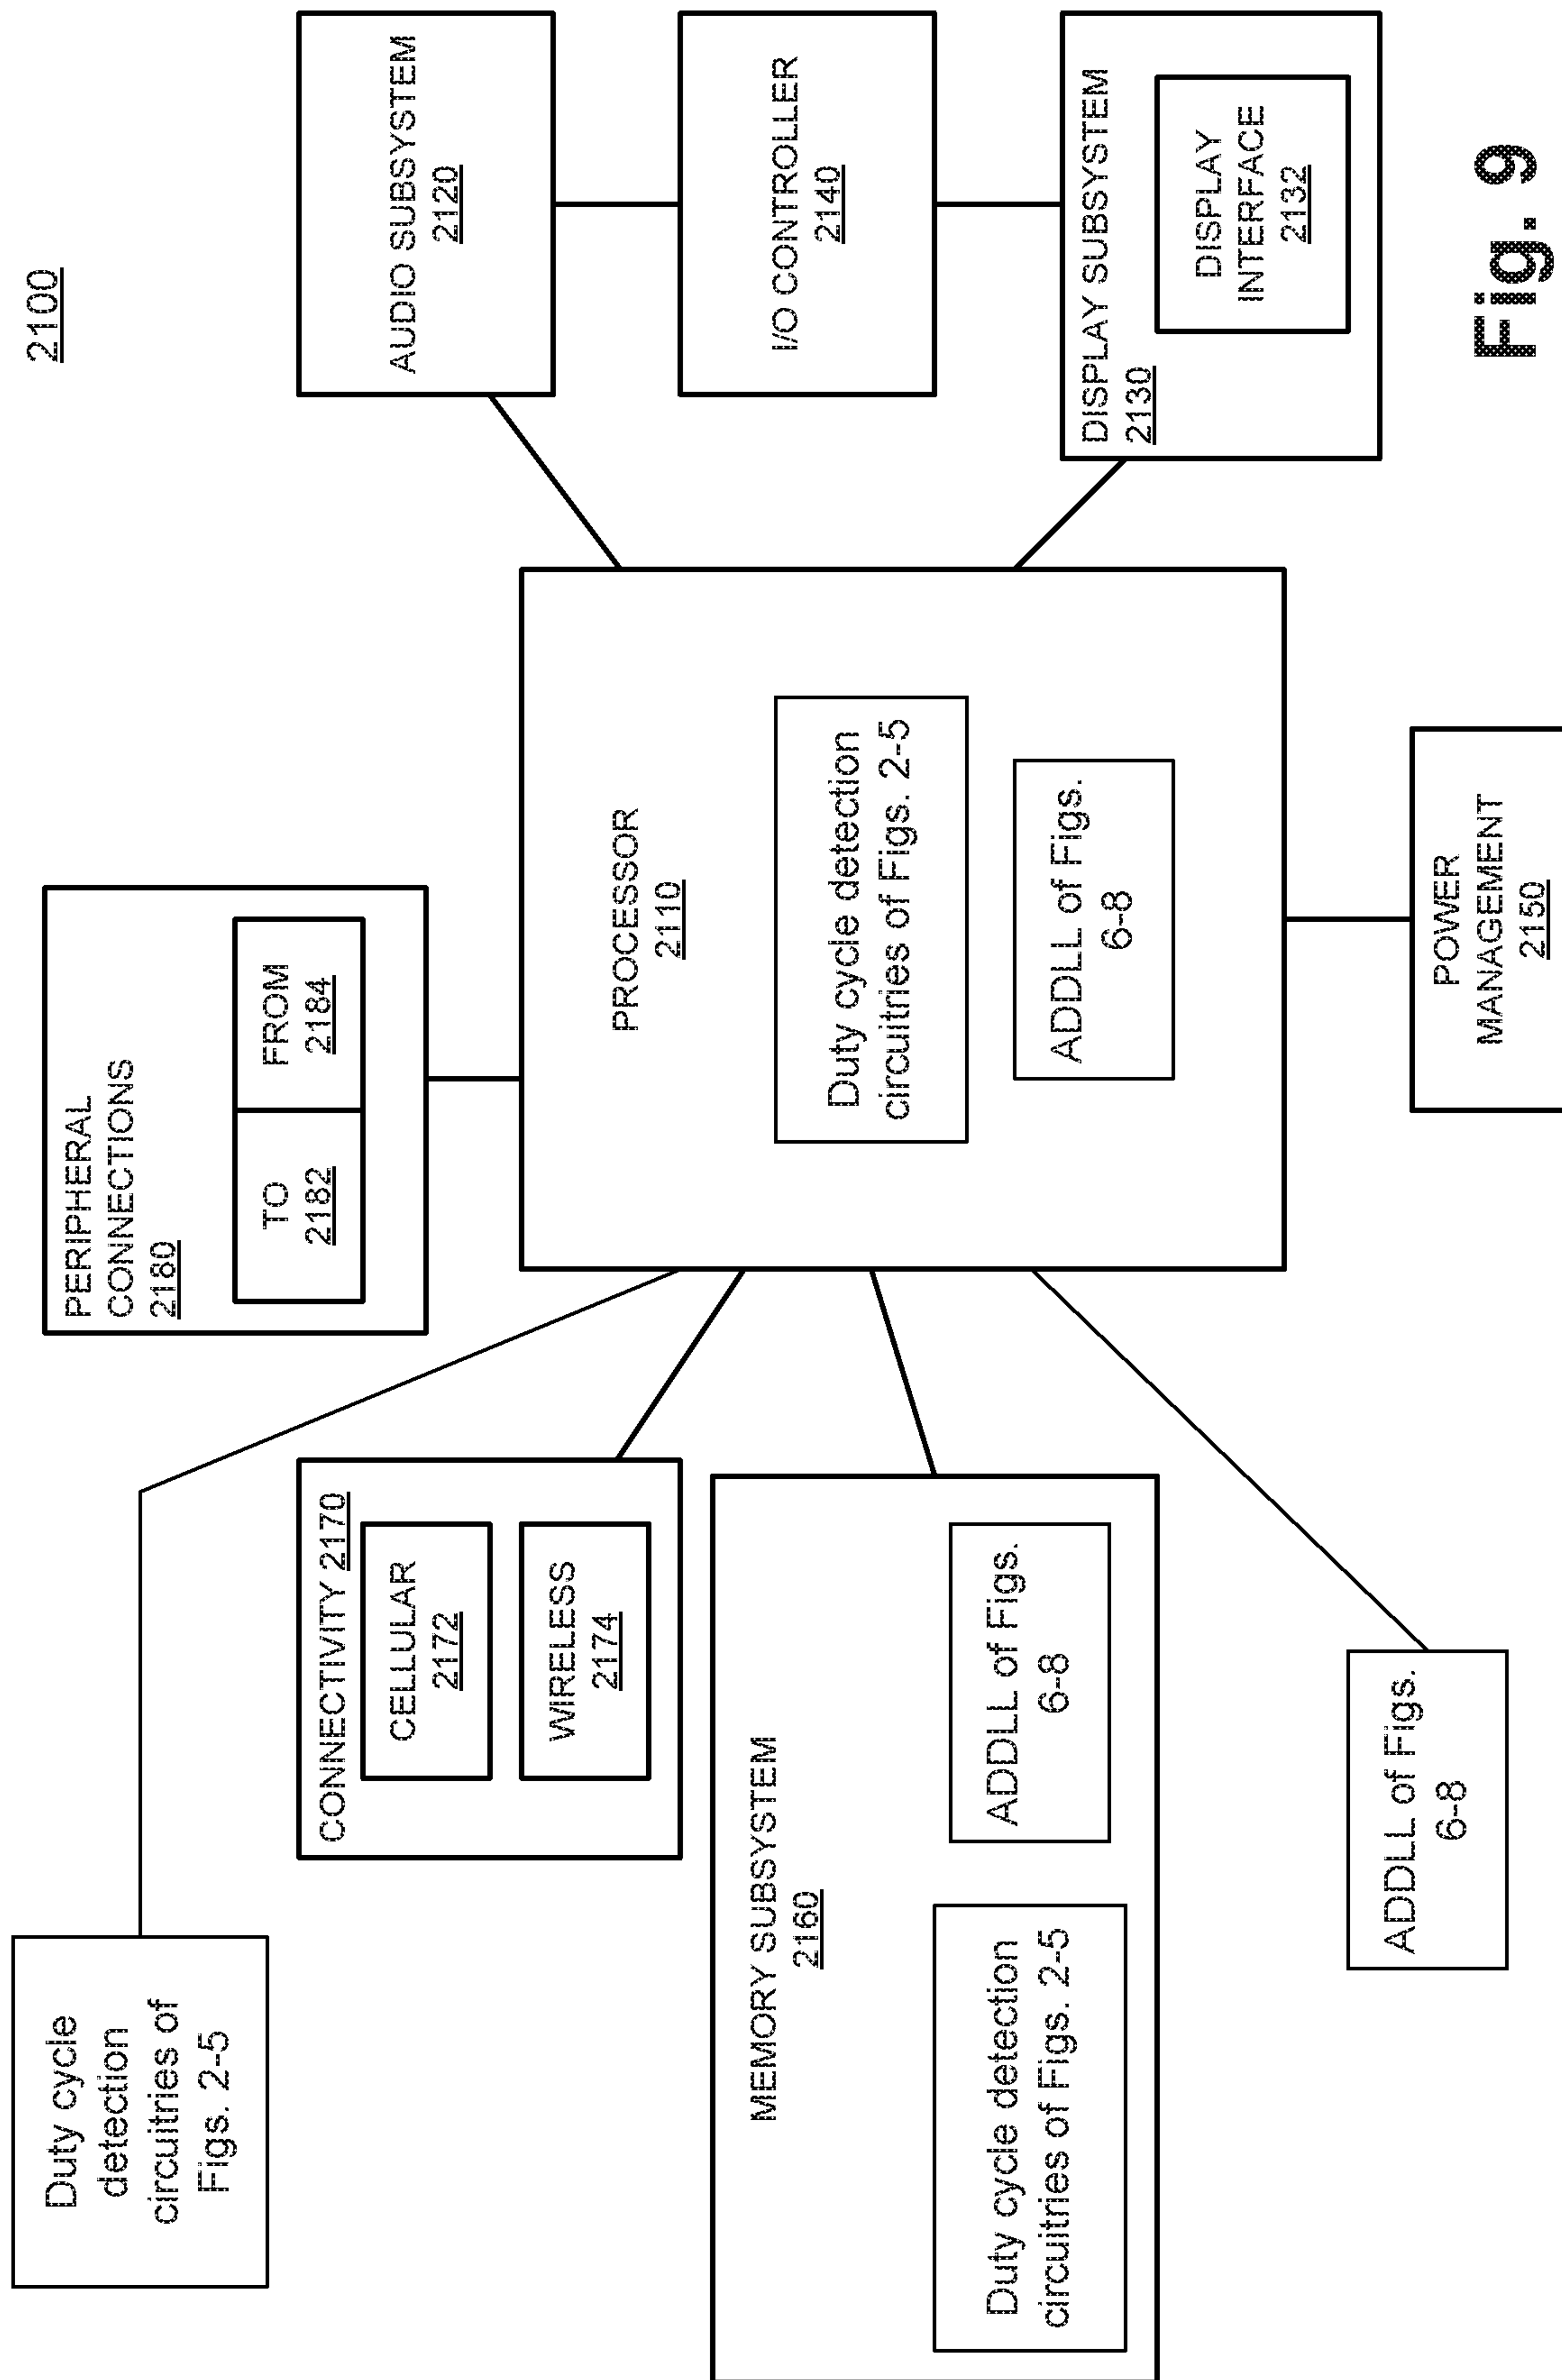 2100
Duty cycle
detection
circuitries of
Figs. 2-5
PERIPHERAL
CONNECTIONS
2180
TO
2182
FROM
2184
CONNECTIVITY 2170
CELLULAR
2172
WIRELESS
2174
AUDIO SUBSYSTEM
2120
PROCESSOR
2110
Duty cycle detection
circuitries of Figs. 2-5
ADDLL of Figs.
6-8
I/O CONTROLLER
2140
MEMORY SUBSYSTEM
2160
Duty cycle detection
circuitries of Figs. 2-5
ADDLL of Figs.
6-8
DISPLAY SUBSYSTEM
2130
DISPLAY
INTERFACE
2132
ADDLL of Figs.
6-8
POWER
MANAGEMENT
2150
Fig. 9